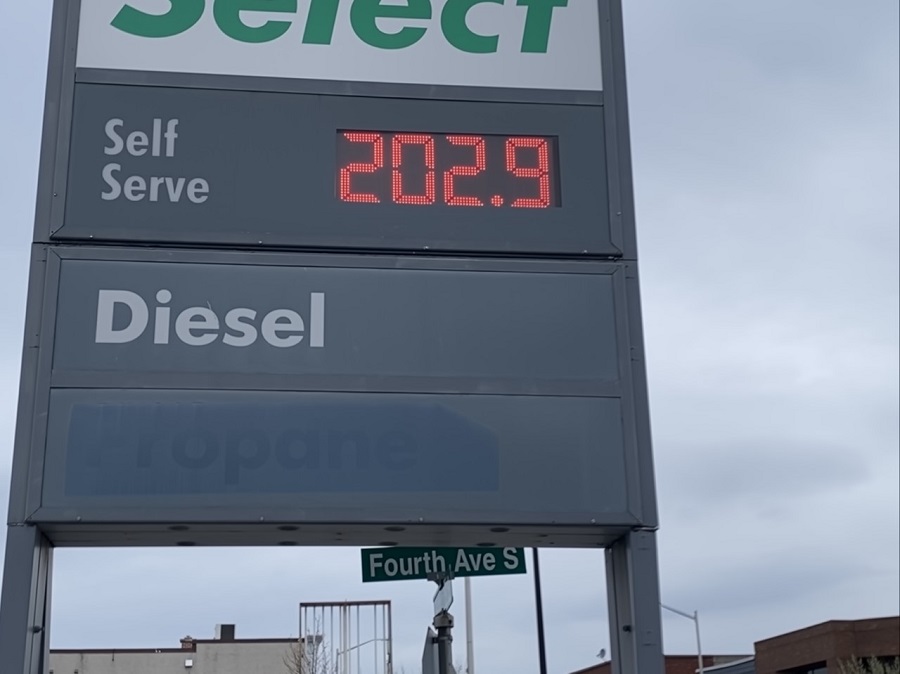 Select
Self
Serve
202.9
Diesel
Propane
Fourth Ave S